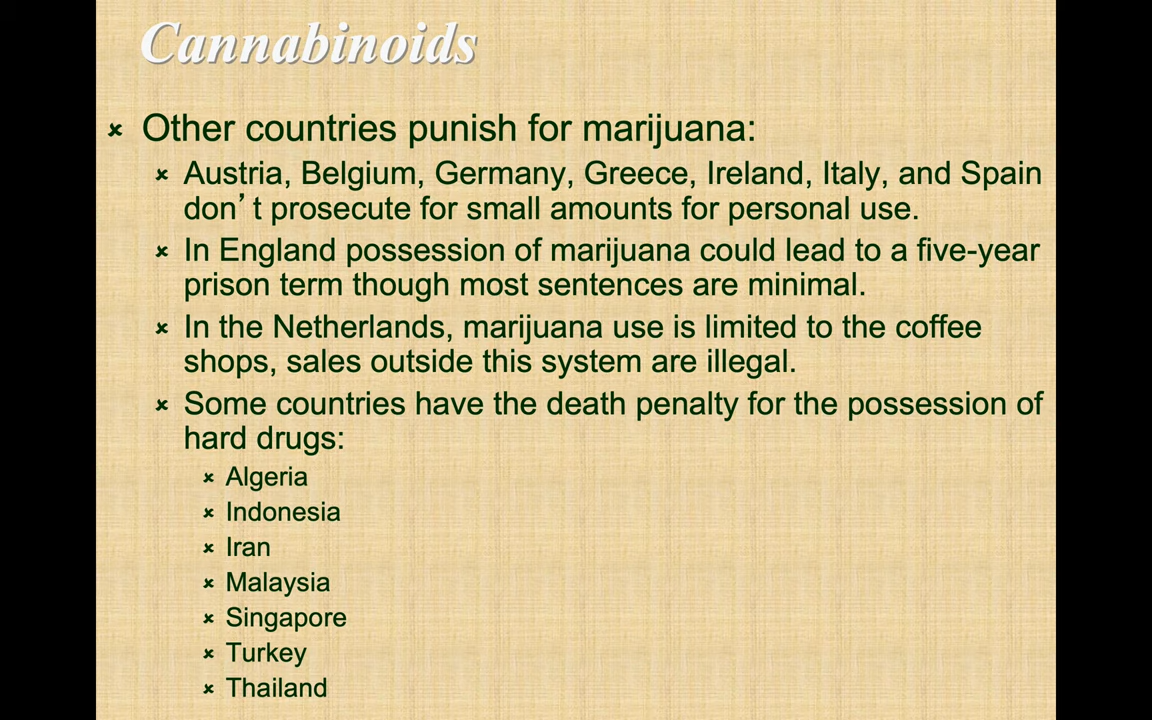 Cannabinoids
Other countries punish for marijuana:
Austria, Belgium, Germany, Greece, Ireland, Italy, and Spain
don’t prosecute for small amounts for personal use.
In England possession of marijuana could lead to a five-year
prison term though most sentences are minimal.
In the Netherlands, marijuana use is limited to the coffee
shops, sales outside this system are illegal.
Some countries have the death penalty for the possession of
hard drugs:
Algeria
Indonesia
Iran
Malaysia
Singapore
Turkey
Thailand